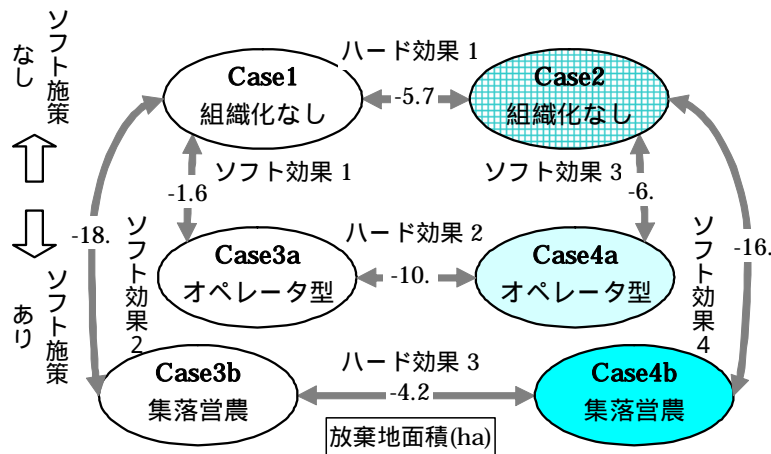 ソフト施策
なし
ハード効果 1
Case1
組織化なし
-5.7
Case2
組織化なし
ソフト効果 1
-1.6
ソフト効果 3
-6.
-18.
ソフト効果 2
ハード効果 2
Case3a
オペレータ型
-10.
Case4a
オペレータ型
-16.
ソフト効果 4
ソフト施策
あり
Case3b
集落営農
ハード効果 3
-4.2
Case4b
集落営農
放棄地面積(ha)